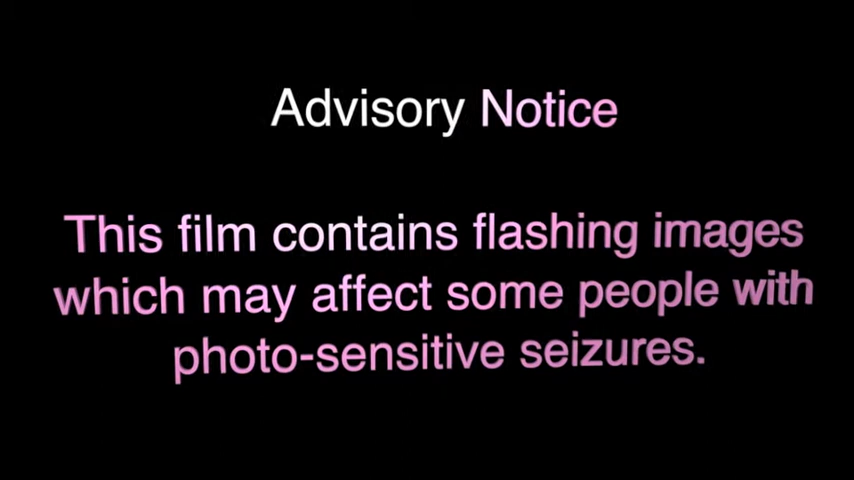 Advisory Notice
This film contains flashing images
which may affect some people with
photo-sensitive seizures.